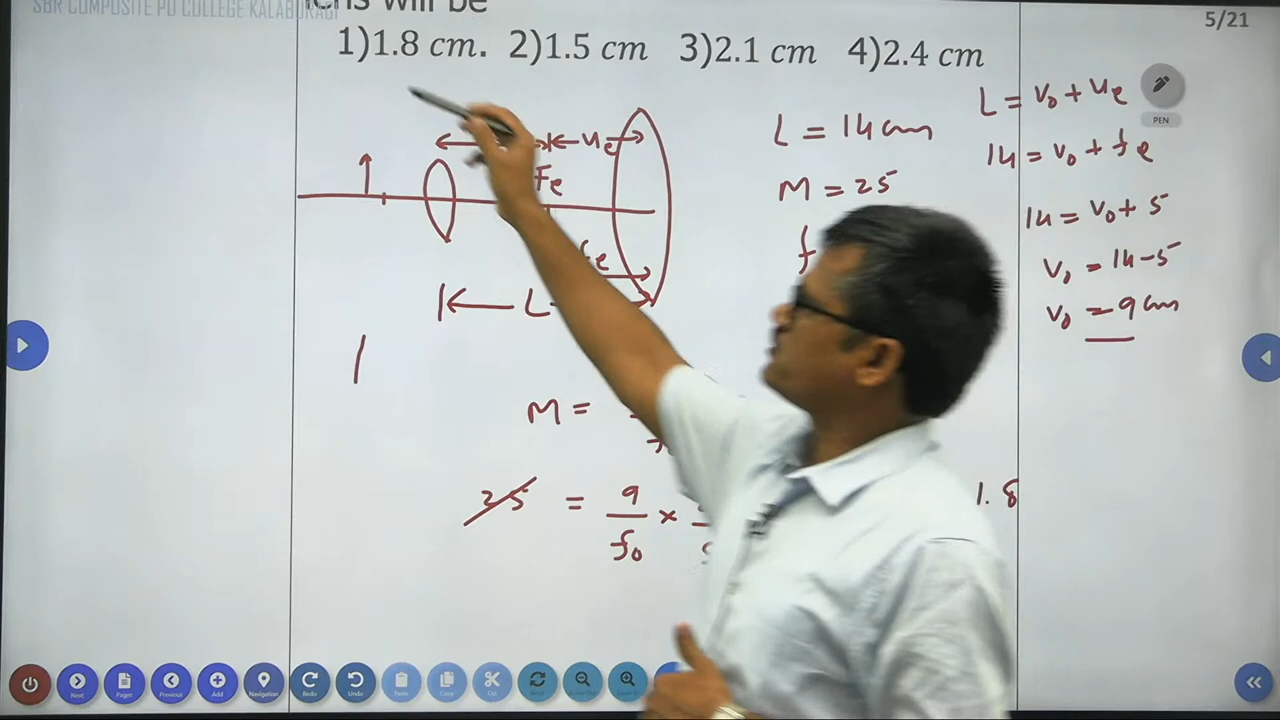 SBR COMPOSITE PU COLLEGE KALABURAGI
will be
5/21
1)1.8 cm. 2)1.5 cm 3)2.1 cm 4)2.4 cm
L = v₀ + uₑ
PEN
uₑ
L = 14 cm
14 = v₀ + fₑ
Fₑ
M = 25
14 = v₀ + 5
v₀ = 14 - 5
L
v₀ = 9 cm
M =
25 = 9/f₀ ×
1.8
Next
Pages
Previous
Add
Navigation
Redo
Undo
Paste
Copy
Cut